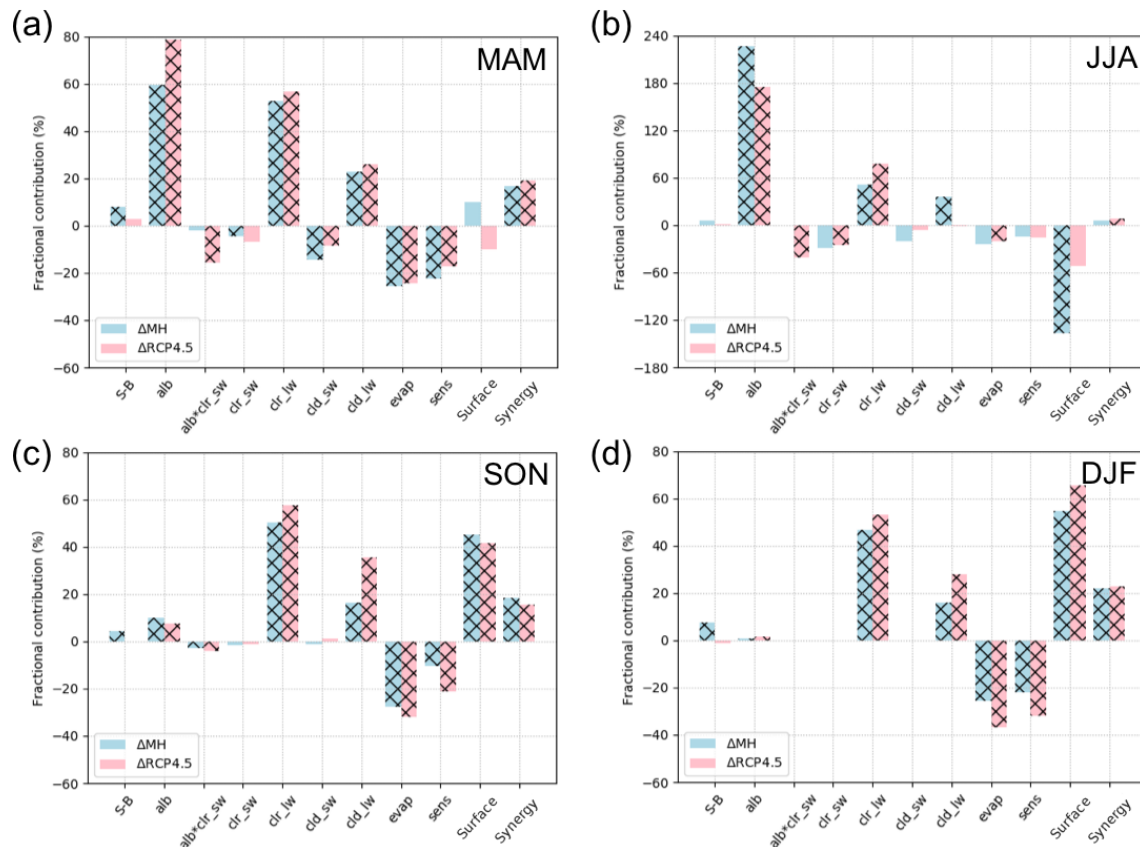 (a)
MAM
Fractional contribution (%)
80
60
40
20
0
−20
−40
−60
ΔMH
ΔRCP4.5
S-B
alb
alb*clr_sw
clr_sw
clr_lw
cld_sw
cld_lw
evap
sens
Surface
Synergy
(b)
JJA
Fractional contribution (%)
240
180
120
60
0
−60
−120
−180
ΔMH
ΔRCP4.5
S-B
alb
alb*clr_sw
clr_sw
clr_lw
cld_sw
cld_lw
evap
sens
Surface
Synergy
(c)
SON
Fractional contribution (%)
80
60
40
20
0
−20
−40
−60
ΔMH
ΔRCP4.5
S-B
alb
alb*clr_sw
clr_sw
clr_lw
cld_sw
cld_lw
evap
sens
Surface
Synergy
(d)
DJF
Fractional contribution (%)
80
60
40
20
0
−20
−40
−60
ΔMH
ΔRCP4.5
S-B
alb
alb*clr_sw
clr_sw
clr_lw
cld_sw
cld_lw
evap
sens
Surface
Synergy